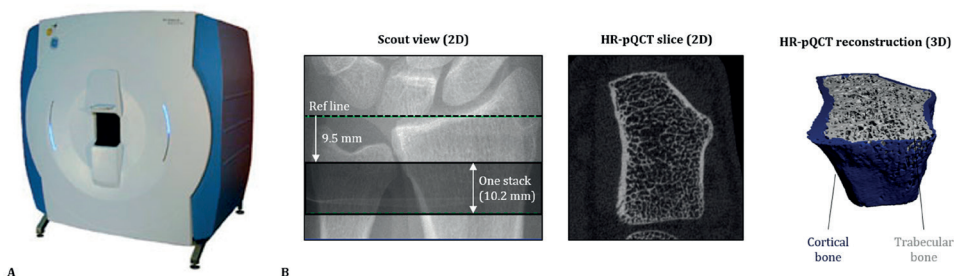 Scout view (2D)
HR-pQCT slice (2D)
HR-pQCT reconstruction (3D)
Ref line
9.5 mm
One stack
(10.2 mm)
Cortical
bone
Trabecular
bone
A
B